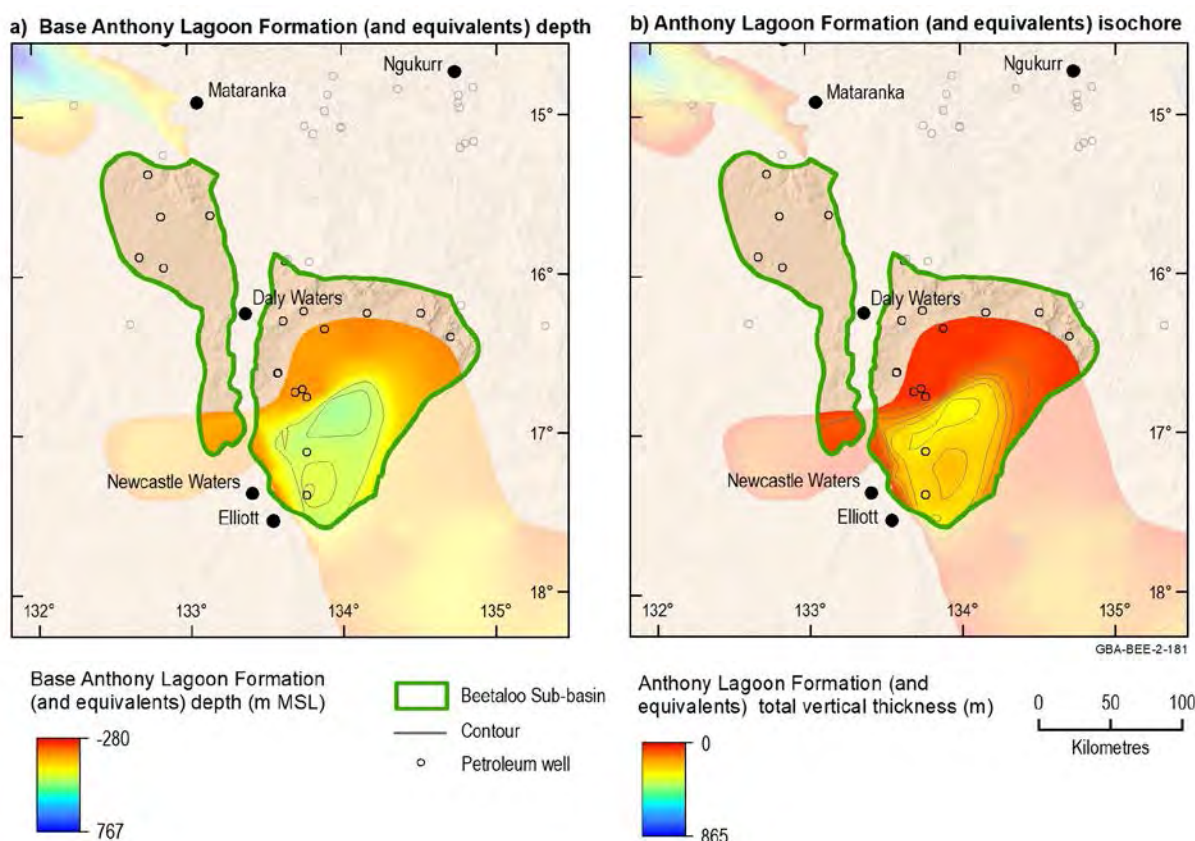 a) Base Anthony Lagoon Formation (and equivalents) depth
Ngukurr
Mataranka
15°
16°
Daly Waters
17°
Newcastle Waters
Elliott
18°
132°
133°
134°
135°
b) Anthony Lagoon Formation (and equivalents) isochore
Ngukurr
Mataranka
15°
16°
Daly Waters
17°
Newcastle Waters
Elliott
18°
132°
133°
134°
135°
GBA-BEE-2-181
Base Anthony Lagoon Formation
(and equivalents) depth (m MSL)
-280
767
Beetaloo Sub-basin
Contour
Petroleum well
Anthony Lagoon Formation (and
equivalents) total vertical thickness (m)
0
865
0 50 100
Kilometres